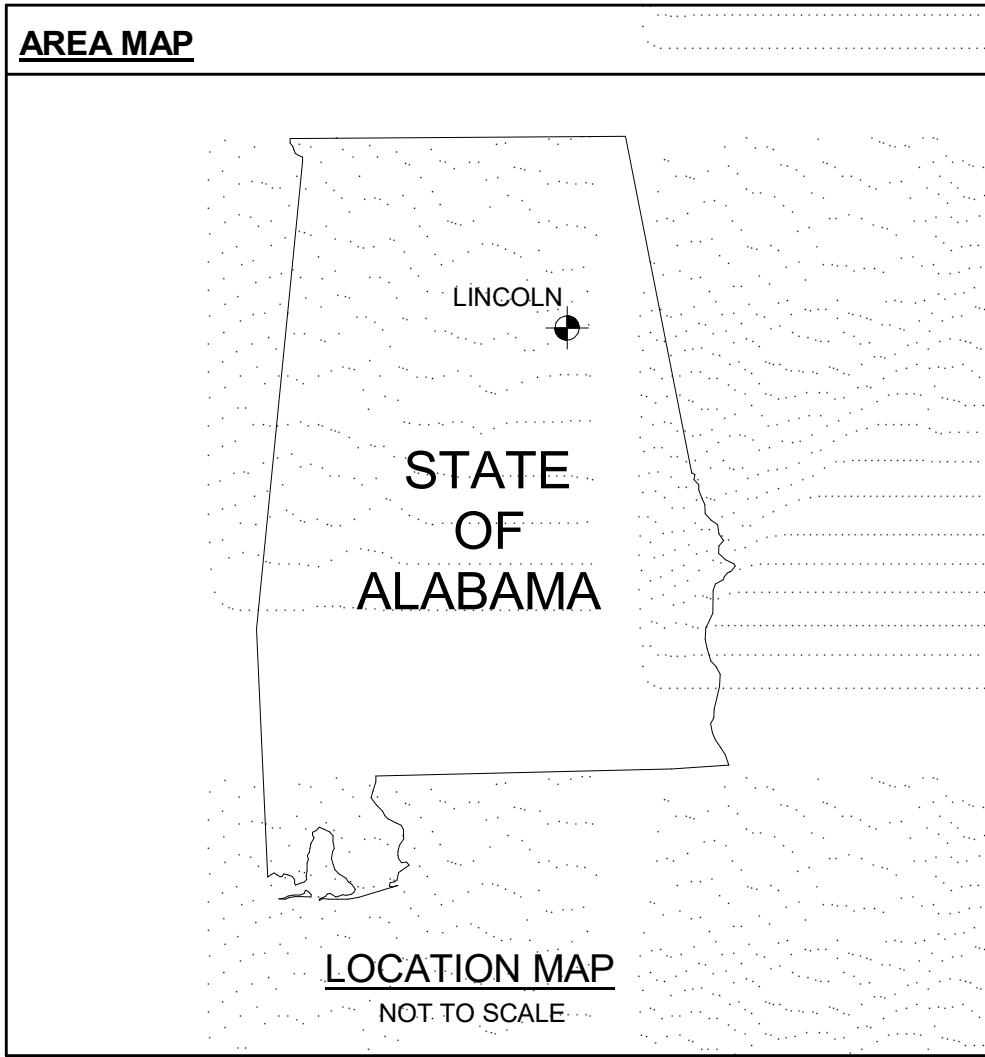 AREA MAP
LINCOLN
STATE
OF
ALABAMA
LOCATION MAP
NOT TO SCALE